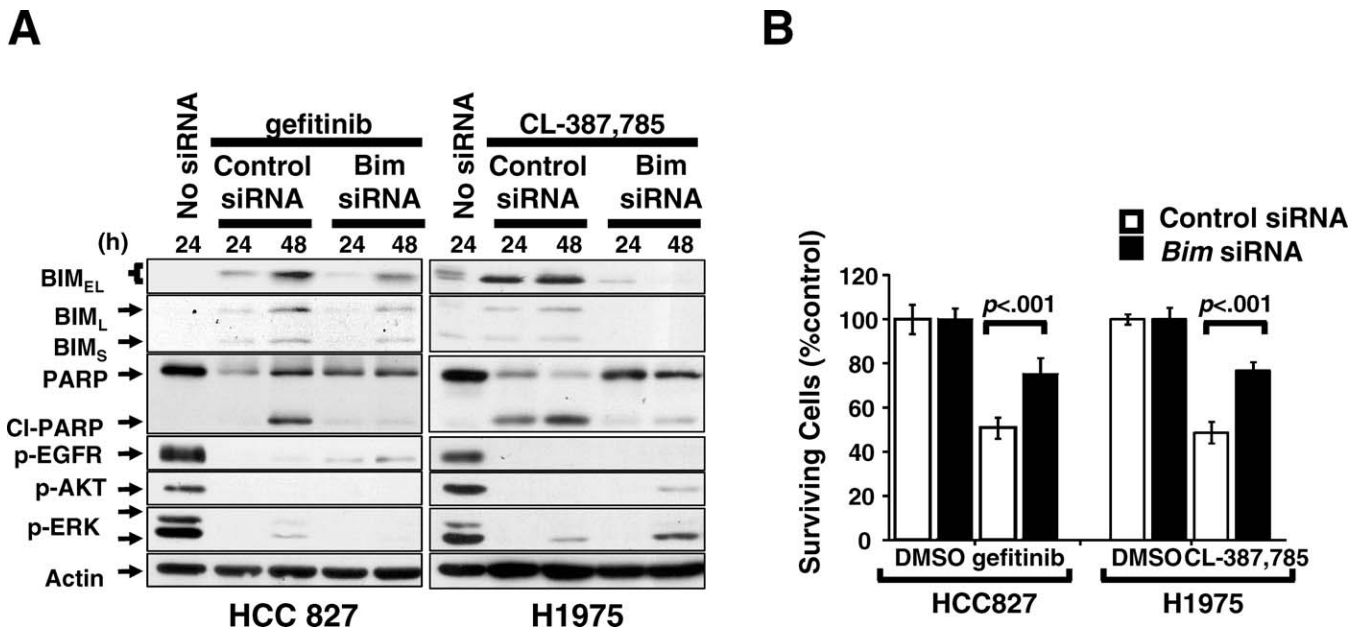 A
No siRNA
gefitinib
Control siRNA
Bim siRNA
No siRNA
CL-387,785
Control siRNA
Bim siRNA
(h) 24 24 48 24 48 24 24 48 24 48
BIMEL
BIML
BIMS
PARP
Cl-PARP
p-EGFR
p-AKT
p-ERK
Actin
HCC 827
H1975
B
Control siRNA
Bim siRNA
Surviving Cells (%control)
120
100
80
60
40
20
0
p<.001
p<.001
DMSO gefitinib
DMSO CL-387,785
HCC827
H1975